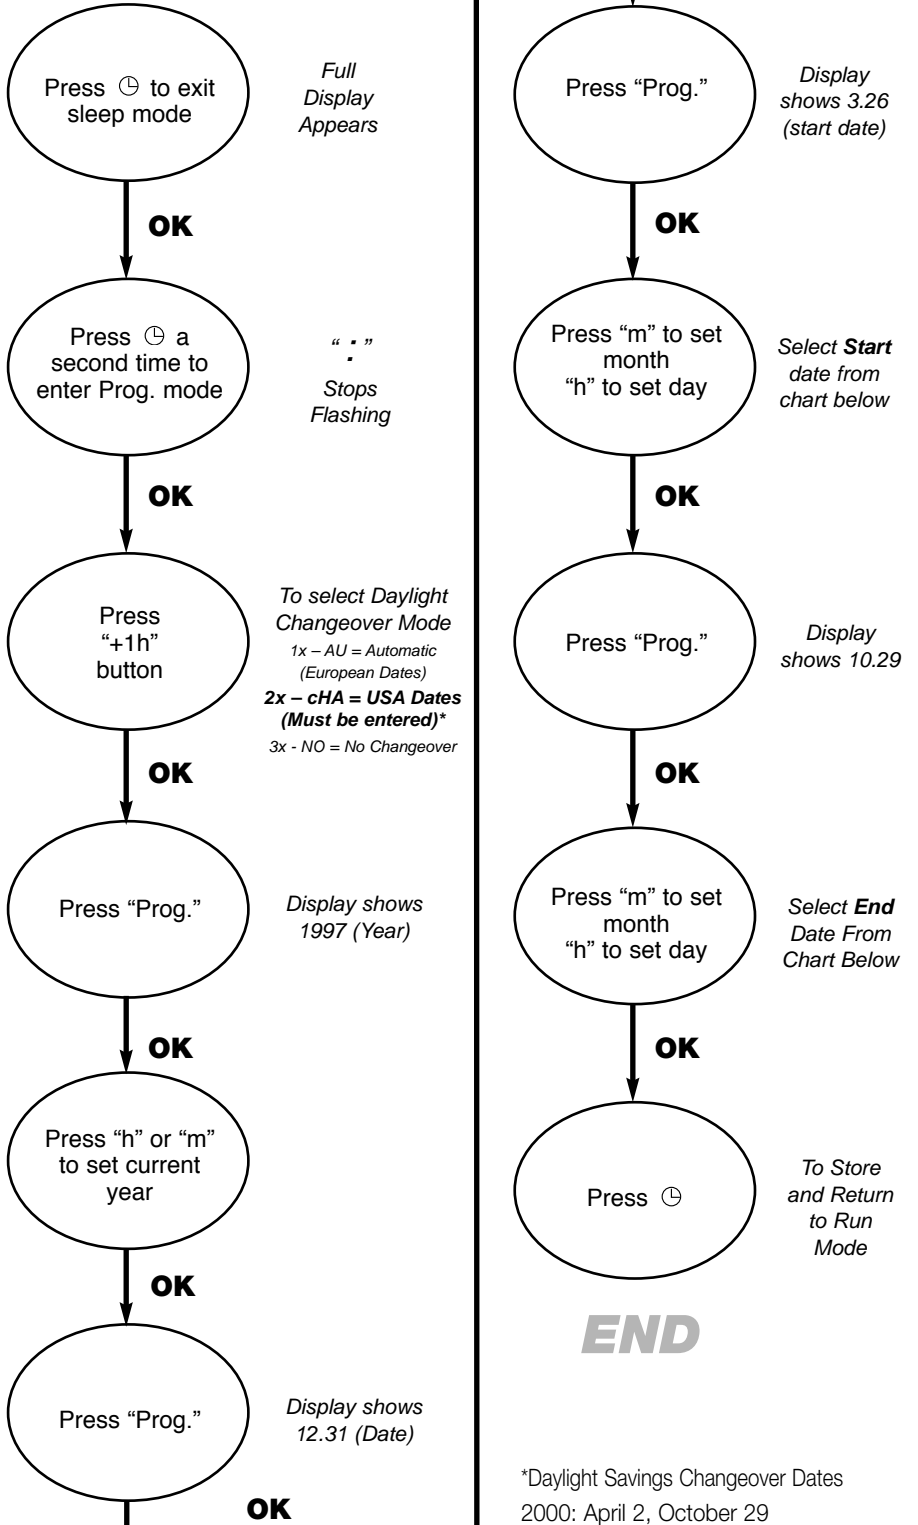 Press to exit
sleep mode
Full
Display
Appears
OK
Press a
second time to
enter Prog. mode
“ : ”
Stops
Flashing
OK
Press
“+1h”
button
To select Daylight
Changeover Mode
1x – AU = Automatic
(European Dates)
2x – cHA = USA Dates
(Must be entered)*
3x - NO = No Changeover
OK
Press “Prog.”
Display shows
1997 (Year)
OK
Press “h” or “m”
to set current
year
OK
Press “Prog.”
Display shows
12.31 (Date)
OK
Press “Prog.”
Display
shows 3.26
(start date)
OK
Press “m” to set
month
“h” to set day
Select Start
date from
chart below
OK
Press “Prog.”
Display
shows 10.29
OK
Press “m” to set
month
“h” to set day
Select End
Date From
Chart Below
OK
Press
To Store
and Return
to Run
Mode
END
*Daylight Savings Changeover Dates
2000: April 2, October 29